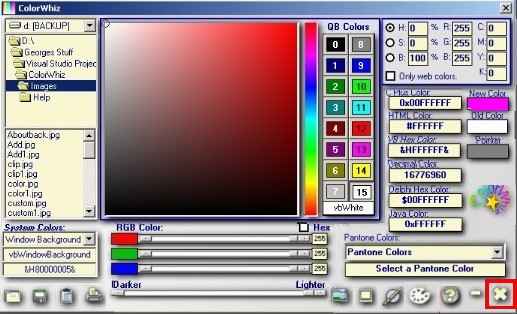 ColorWhiz
d: [BACKUP]
D:\
Georges Stuff
Visual Studio Projec
ColorWhiz
Images
Help
Aboutback.jpg
Add.jpg
Add1.jpg
clip.jpg
clip1.jpg
color.jpg
color1.jpg
custom.jpg
custom1.jpg
QB Colors
0 8
1 9
2 10
3 11
4 12
5 13
6 14
7 15
vbWhite
H: 0 % R: 255 C: 0
S: 0 % G: 255 M: 0
B: 100 % B: 255 Y: 0
K: 0
Only web colors.
C Plus Color:
0x00FFFFFF
New Color
HTML Color
#FFFFFF
Old Color
VB Hex Color:
&HFFFFFF&
Pointer
Decimal Color:
16776960
Delphi Hex Color:
$00FFFFFF
Java Color:
0xFFFFFF
System Colors:
Window Background
vbWindowBackground
&H80000005&
RGB Color:
Hex
255
255
255
Darker
Lighter
Pantone Colors:
Pantone Colors
Select a Pantone Color